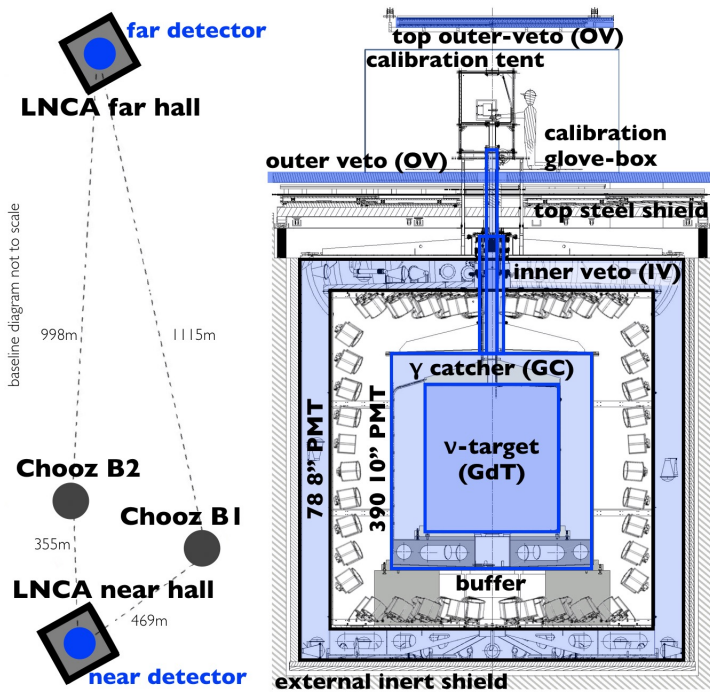 far detector
LNCA far hall
baseline diagram not to scale
998m
1115m
Chooz B2
Chooz B1
355m
LNCA near hall
469m
near detector
top outer-veto (OV)
calibration tent
calibration
glove-box
outer veto (OV)
top steel shield
inner veto (IV)
γ catcher (GC)
78 8” PMT
390 10” PMT
ν-target
(GdT)
buffer
external inert shield